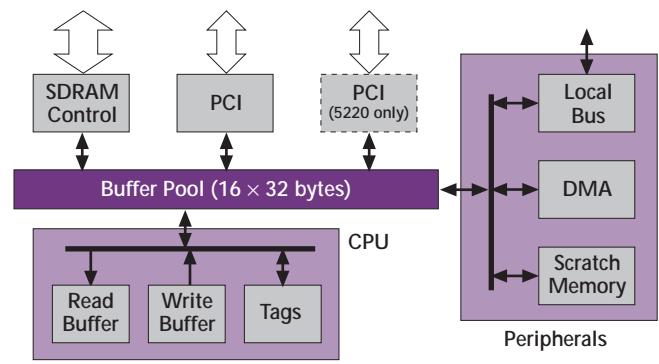 SDRAM
Control
PCI
PCI
(5220 only)
Local
Bus
Buffer Pool (16 × 32 bytes)
DMA
CPU
Read
Buffer
Write
Buffer
Tags
Scratch
Memory
Peripherals